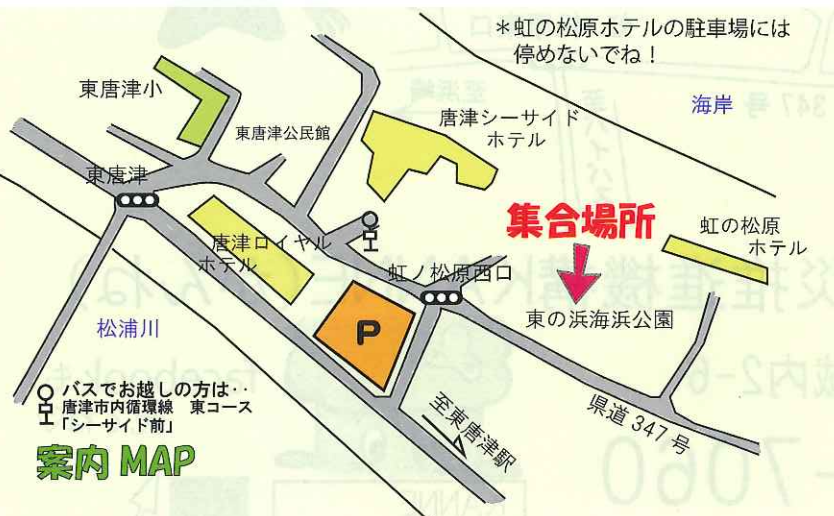 ＊虹の松原ホテルの駐車場には
停めないでね！
海岸
東唐津小
東唐津公民館
唐津シーサイド
ホテル
東唐津
集合場所
虹の松原
ホテル
唐津ロイヤル
ホテル
虹ノ松原西口
東の浜海浜公園
P
松浦川
県道 347 号
至東唐津駅
バスでお越しの方は‥
唐津市内循環線　東コース
「シーサイド前」
案内 MAP